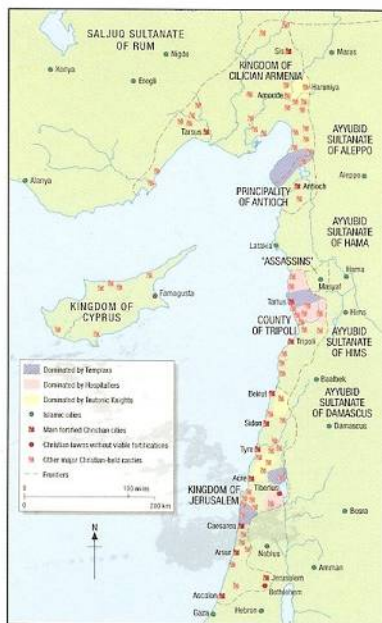 SALJUQ SULTANATE
OF RUM
Nigde
Konya
Eregli
Sis
Maras
KINGDOM OF
CILICIAN ARMENIA
Haruniya
Tarsus
AYYUBID
SULTANATE
OF ALEPPO
Alanya
Aleppo
Antioch
PRINCIPALITY
OF ANTIOCH
AYYUBID
SULTANATE
OF HAMA
Latakia
'ASSASSINS'
Hama
Masyaf
KINGDOM OF
CYPRUS
Famagusta
Tartus
Hims
COUNTY
OF TRIPOLI
Tripoli
AYYUBID
SULTANATE
OF HIMS
Dominated by Templars
Dominated by Hospitallers
Dominated by Teutonic Knights
Islamic cities
Main fortified Christian cities
Christian towns without viable fortifications
Other major Christian-held castles
Frontiers
0
0
200 km
N
Baalbek
Beirut
AYYUBID
SULTANATE
OF DAMASCUS
Sidon
Damascus
Tyre
Acre
Tiberias
KINGDOM OF
JERUSALEM
Bosra
Caesarea
Nablus
Arsuf
Amman
Jerusalem
Bethlehem
Ascalon
Gaza
Hebron